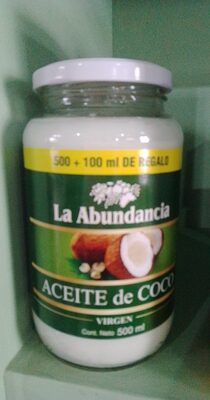 500 + 100 ml DE REGALO
La Abundancia
ACEITE de COCO
VIRGEN
Cont. Neto 500 ml